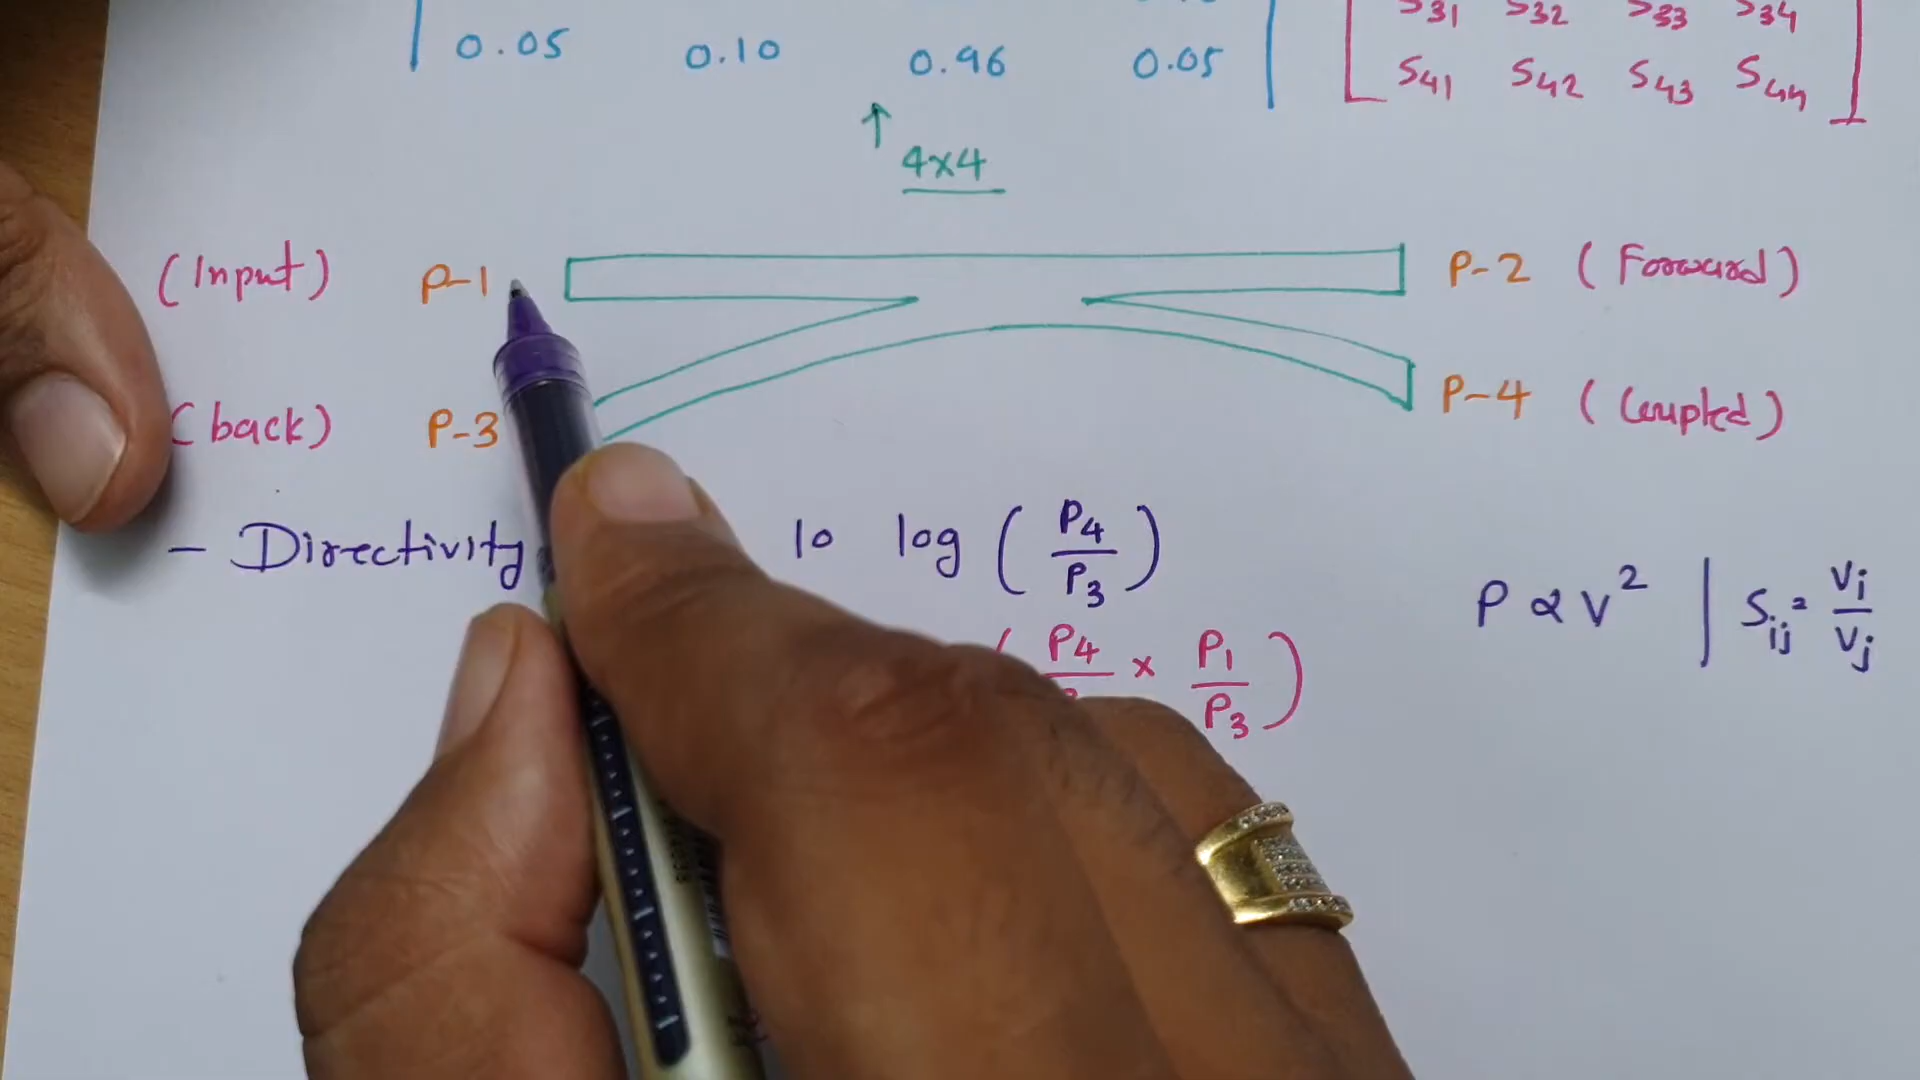 S31 S32 S33 S34
0.05 0.10 0.96 0.05
S41 S42 S43 S44
↑ 4x4
(Input) P-1 P-2 (Forward)
(back) P-3 P-4 (Coupled)
- Directivity 10 log ( P4 / P3 )
P ∝ V² | Sij = Vi / Vj
( P4 / × P1 / P3 )